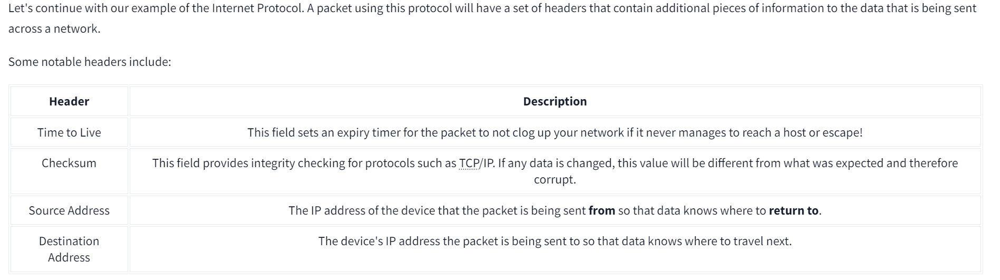 Let's continue with our example of the Internet Protocol. A packet using this protocol will have a set of headers that contain additional pieces of information to the data that is being sent
across a network.
Some notable headers include:
Header Description
Time to Live This field sets an expiry timer for the packet to not clog up your network if it never manages to reach a host or escape!
Checksum This field provides integrity checking for protocols such as TCP/IP. If any data is changed, this value will be different from what was expected and therefore
corrupt.
Source Address The IP address of the device that the packet is being sent from so that data knows where to return to.
Destination The device's IP address the packet is being sent to so that data knows where to travel next.
Address